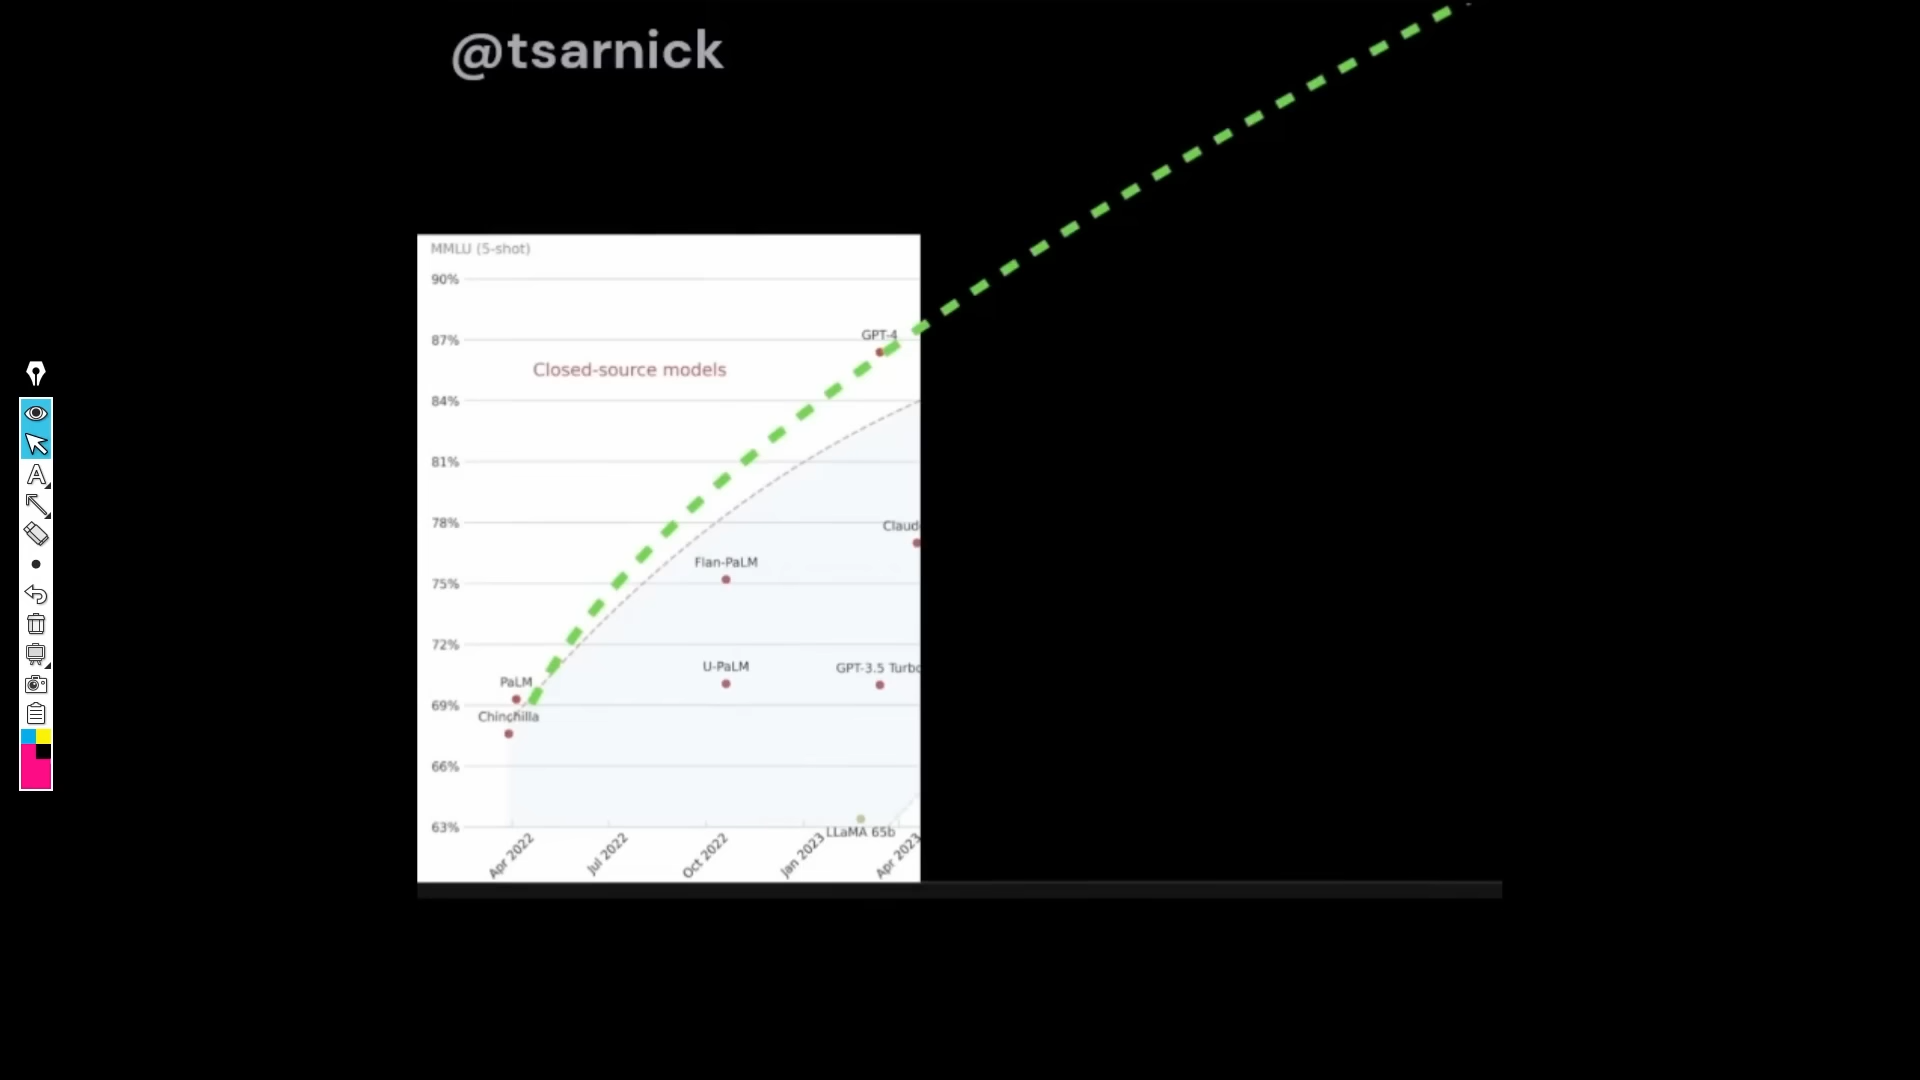 @tsarnick
MMLU (5-shot)
90%
GPT-4
87%
Closed-source models
84%
81%
78%
Claud
Flan-PaLM
75%
72%
U-PaLM
GPT-3.5 Turbo
PaLM
69%
Chinchilla
66%
63%
LLaMA 65b
Apr 2022
Jul 2022
Oct 2022
Jan 2023
Apr 2023
A